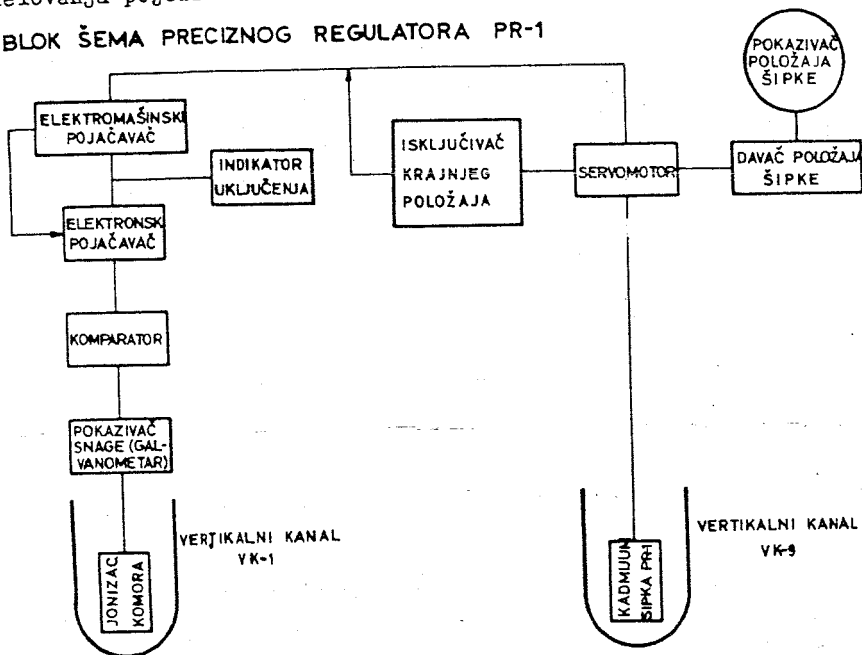 BLOK ŠEMA PRECIZNOG REGULATORA PR-1
POKAZIVAČ
POLOŽAJA
ŠIPKE
ELEKTROMAŠINSKI
POJAČAVAČ
INDIKATOR
UKLJUČENJA
ISKLJUČIVAČ
KRAJNJEG
POLOŽAJA
SERVOMOTOR
DAVAČ POLOŽAJA
ŠIPKE
ELEKTRONSK
POJAČAVAČ
KOMPARATOR
POKAZIVAČ
SNAGE (GAL-
VANOMETAR)
VERTIKALNI KANAL
VK-1
JONIZAC
KOMORA
VERTIKALNI KANAL
VK-9
KADMIJUM
ŠIPKA PR-1